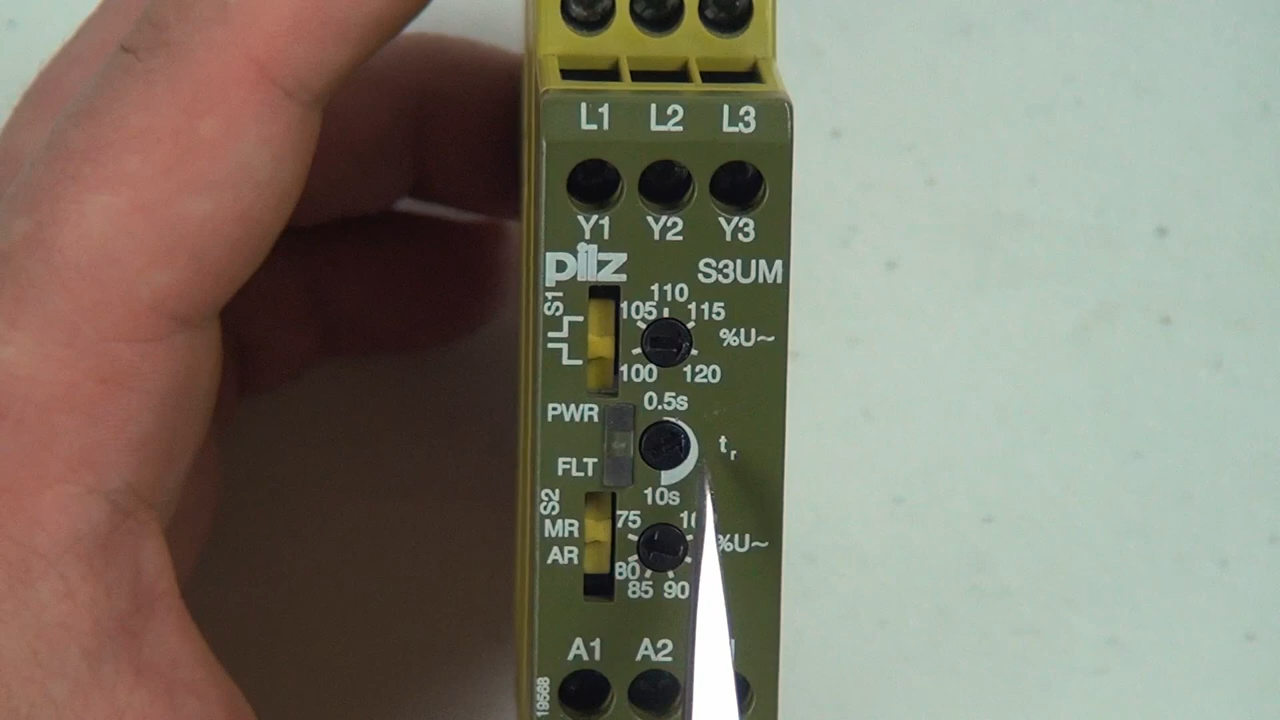 L1 L2 L3
Y1 Y2 Y3
pilz S3UM
S1
110
105 115
%U~
100 120
0.5s
PWR
tr
FLT
10s
S2
75
MR
%U~
AR
80
85 90
A1 A2
19568